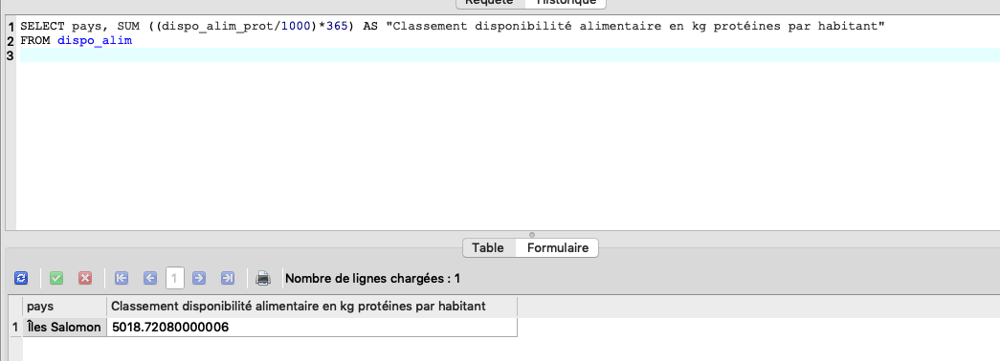 Requête Historique
1 SELECT pays, SUM ((dispo_alim_prot/1000)*365) AS "Classement disponibilité alimentaire en kg protéines par habitant"
2 FROM dispo_alim
3
Table Formulaire
1 Nombre de lignes chargées : 1
pays Classement disponibilité alimentaire en kg protéines par habitant
1 Îles Salomon 5018.72080000006